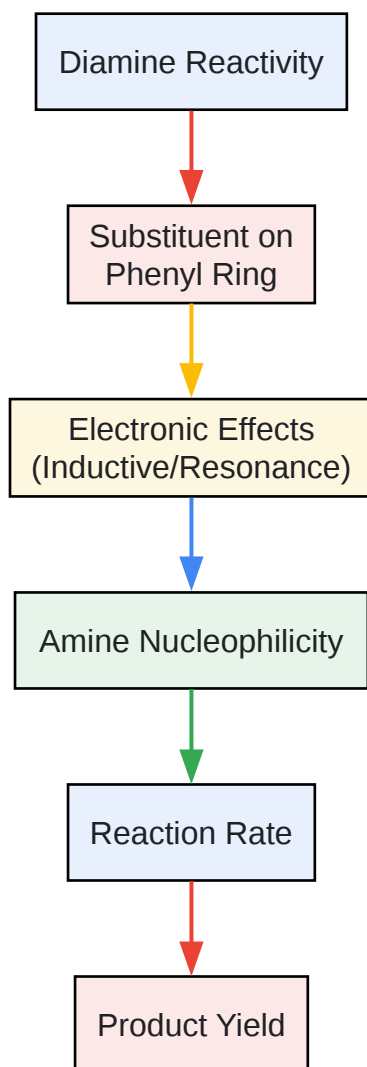 Diamine Reactivity
Substituent on
Phenyl Ring
Electronic Effects
(Inductive/Resonance)
Amine Nucleophilicity
Reaction Rate
Product Yield